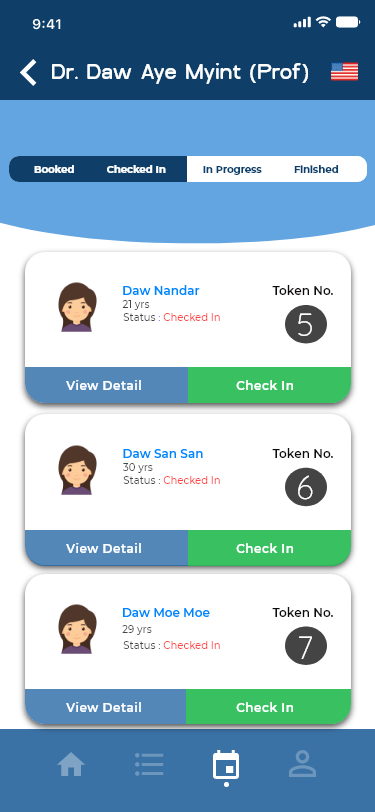 9:41
Dr. Daw Aye Myint (Prof)
Booked Checked In In Progress Finished
Daw Nandar Token No.
21 yrs
Status : Checked In
5
View Detail Check In
Daw San San Token No.
30 yrs
Status : Checked In
6
View Detail Check In
Daw Moe Moe Token No.
29 yrs
Status : Checked In
7
View Detail Check In